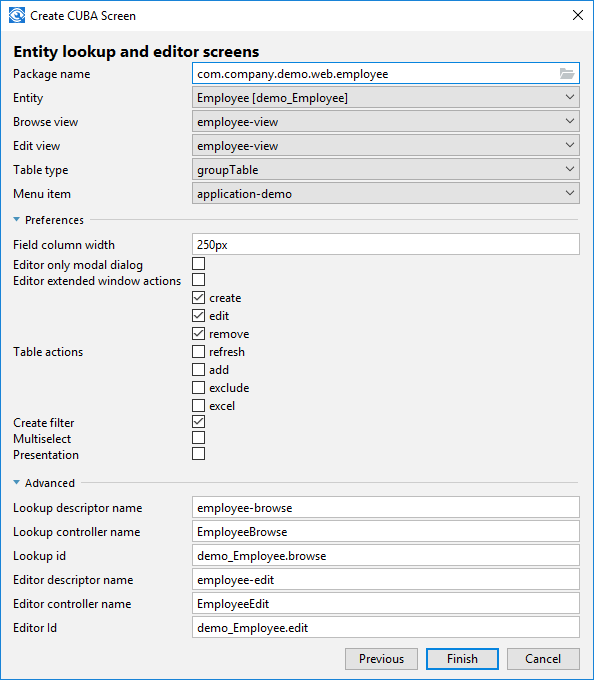 Create CUBA Screen
Entity lookup and editor screens
Package name com.company.demo.web.employee
Entity Employee [demo_Employee]
Browse view employee-view
Edit view employee-view
Table type groupTable
Menu item application-demo
Preferences
Field column width 250px
Editor only modal dialog
Editor extended window actions
create
edit
remove
Table actions refresh
add
exclude
excel
Create filter
Multiselect
Presentation
Advanced
Lookup descriptor name employee-browse
Lookup controller name EmployeeBrowse
Lookup id demo_Employee.browse
Editor descriptor name employee-edit
Editor controller name EmployeeEdit
Editor Id demo_Employee.edit
Previous Finish Cancel